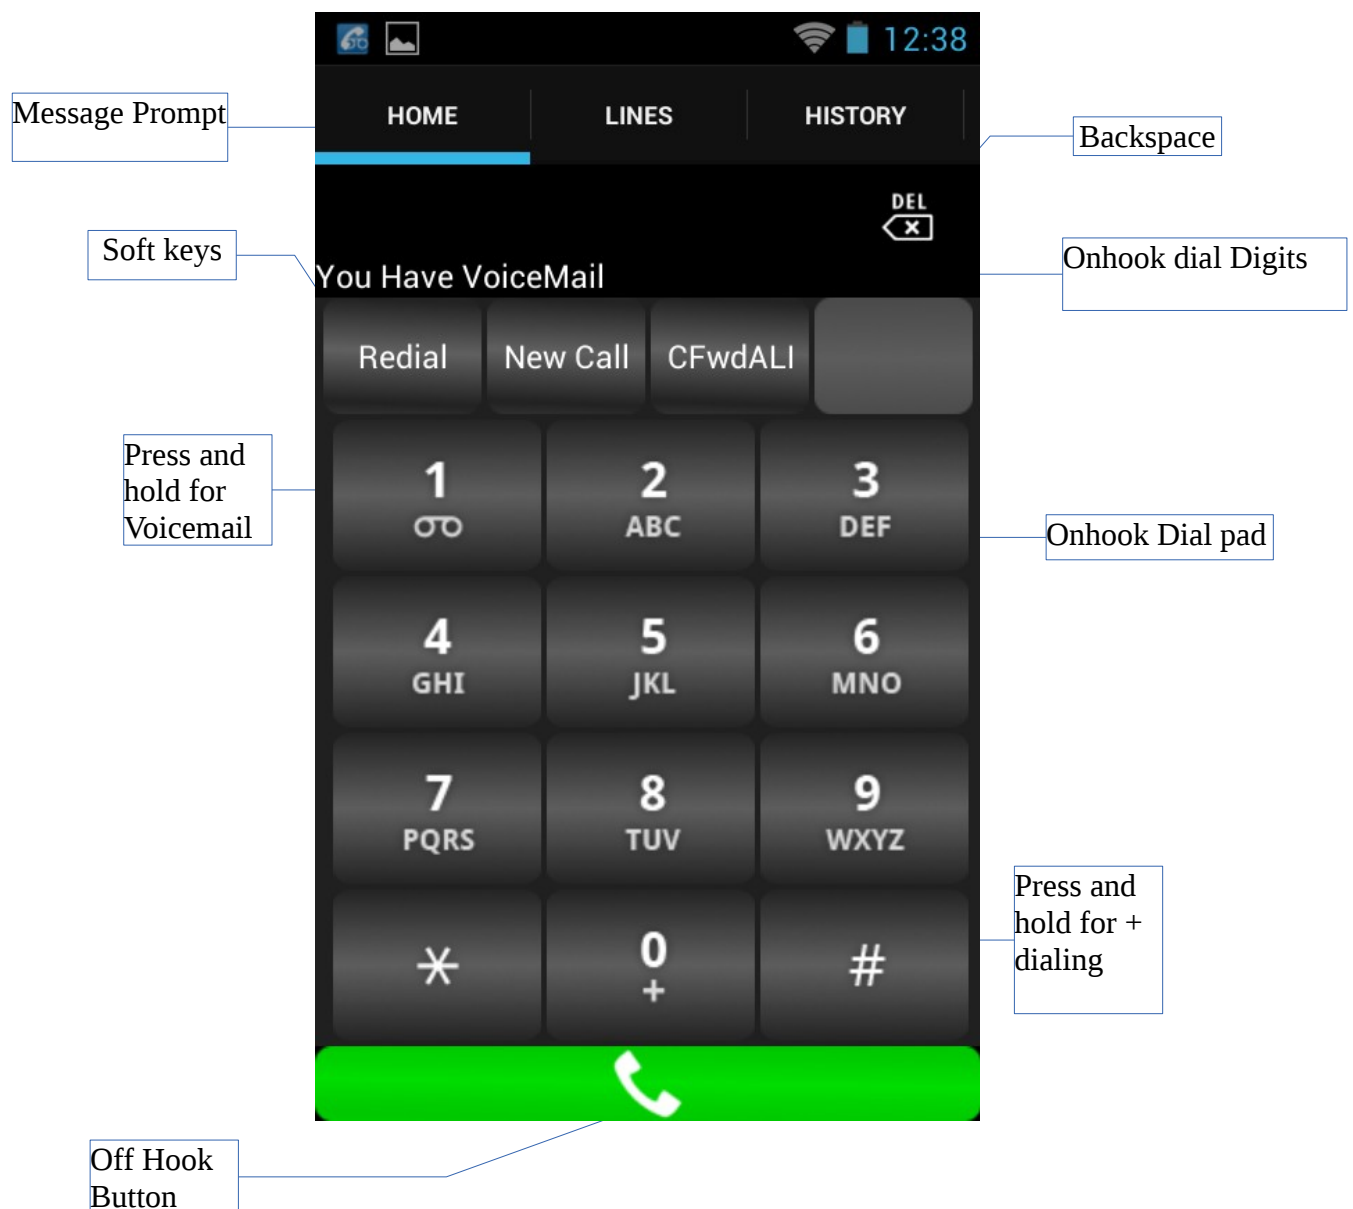 12:38
Message Prompt
HOME LINES HISTORY
Backspace
DEL
Soft keys
Onhook dial Digits
You Have VoiceMail
Redial New Call CFwdALl
Press and
hold for
Voicemail
1 2 3
ABC DEF
Onhook Dial pad
4 5 6
GHI JKL MNO
7 8 9
PQRS TUV WXYZ
Press and
hold for +
dialing
* 0 #
+
Off Hook
Button